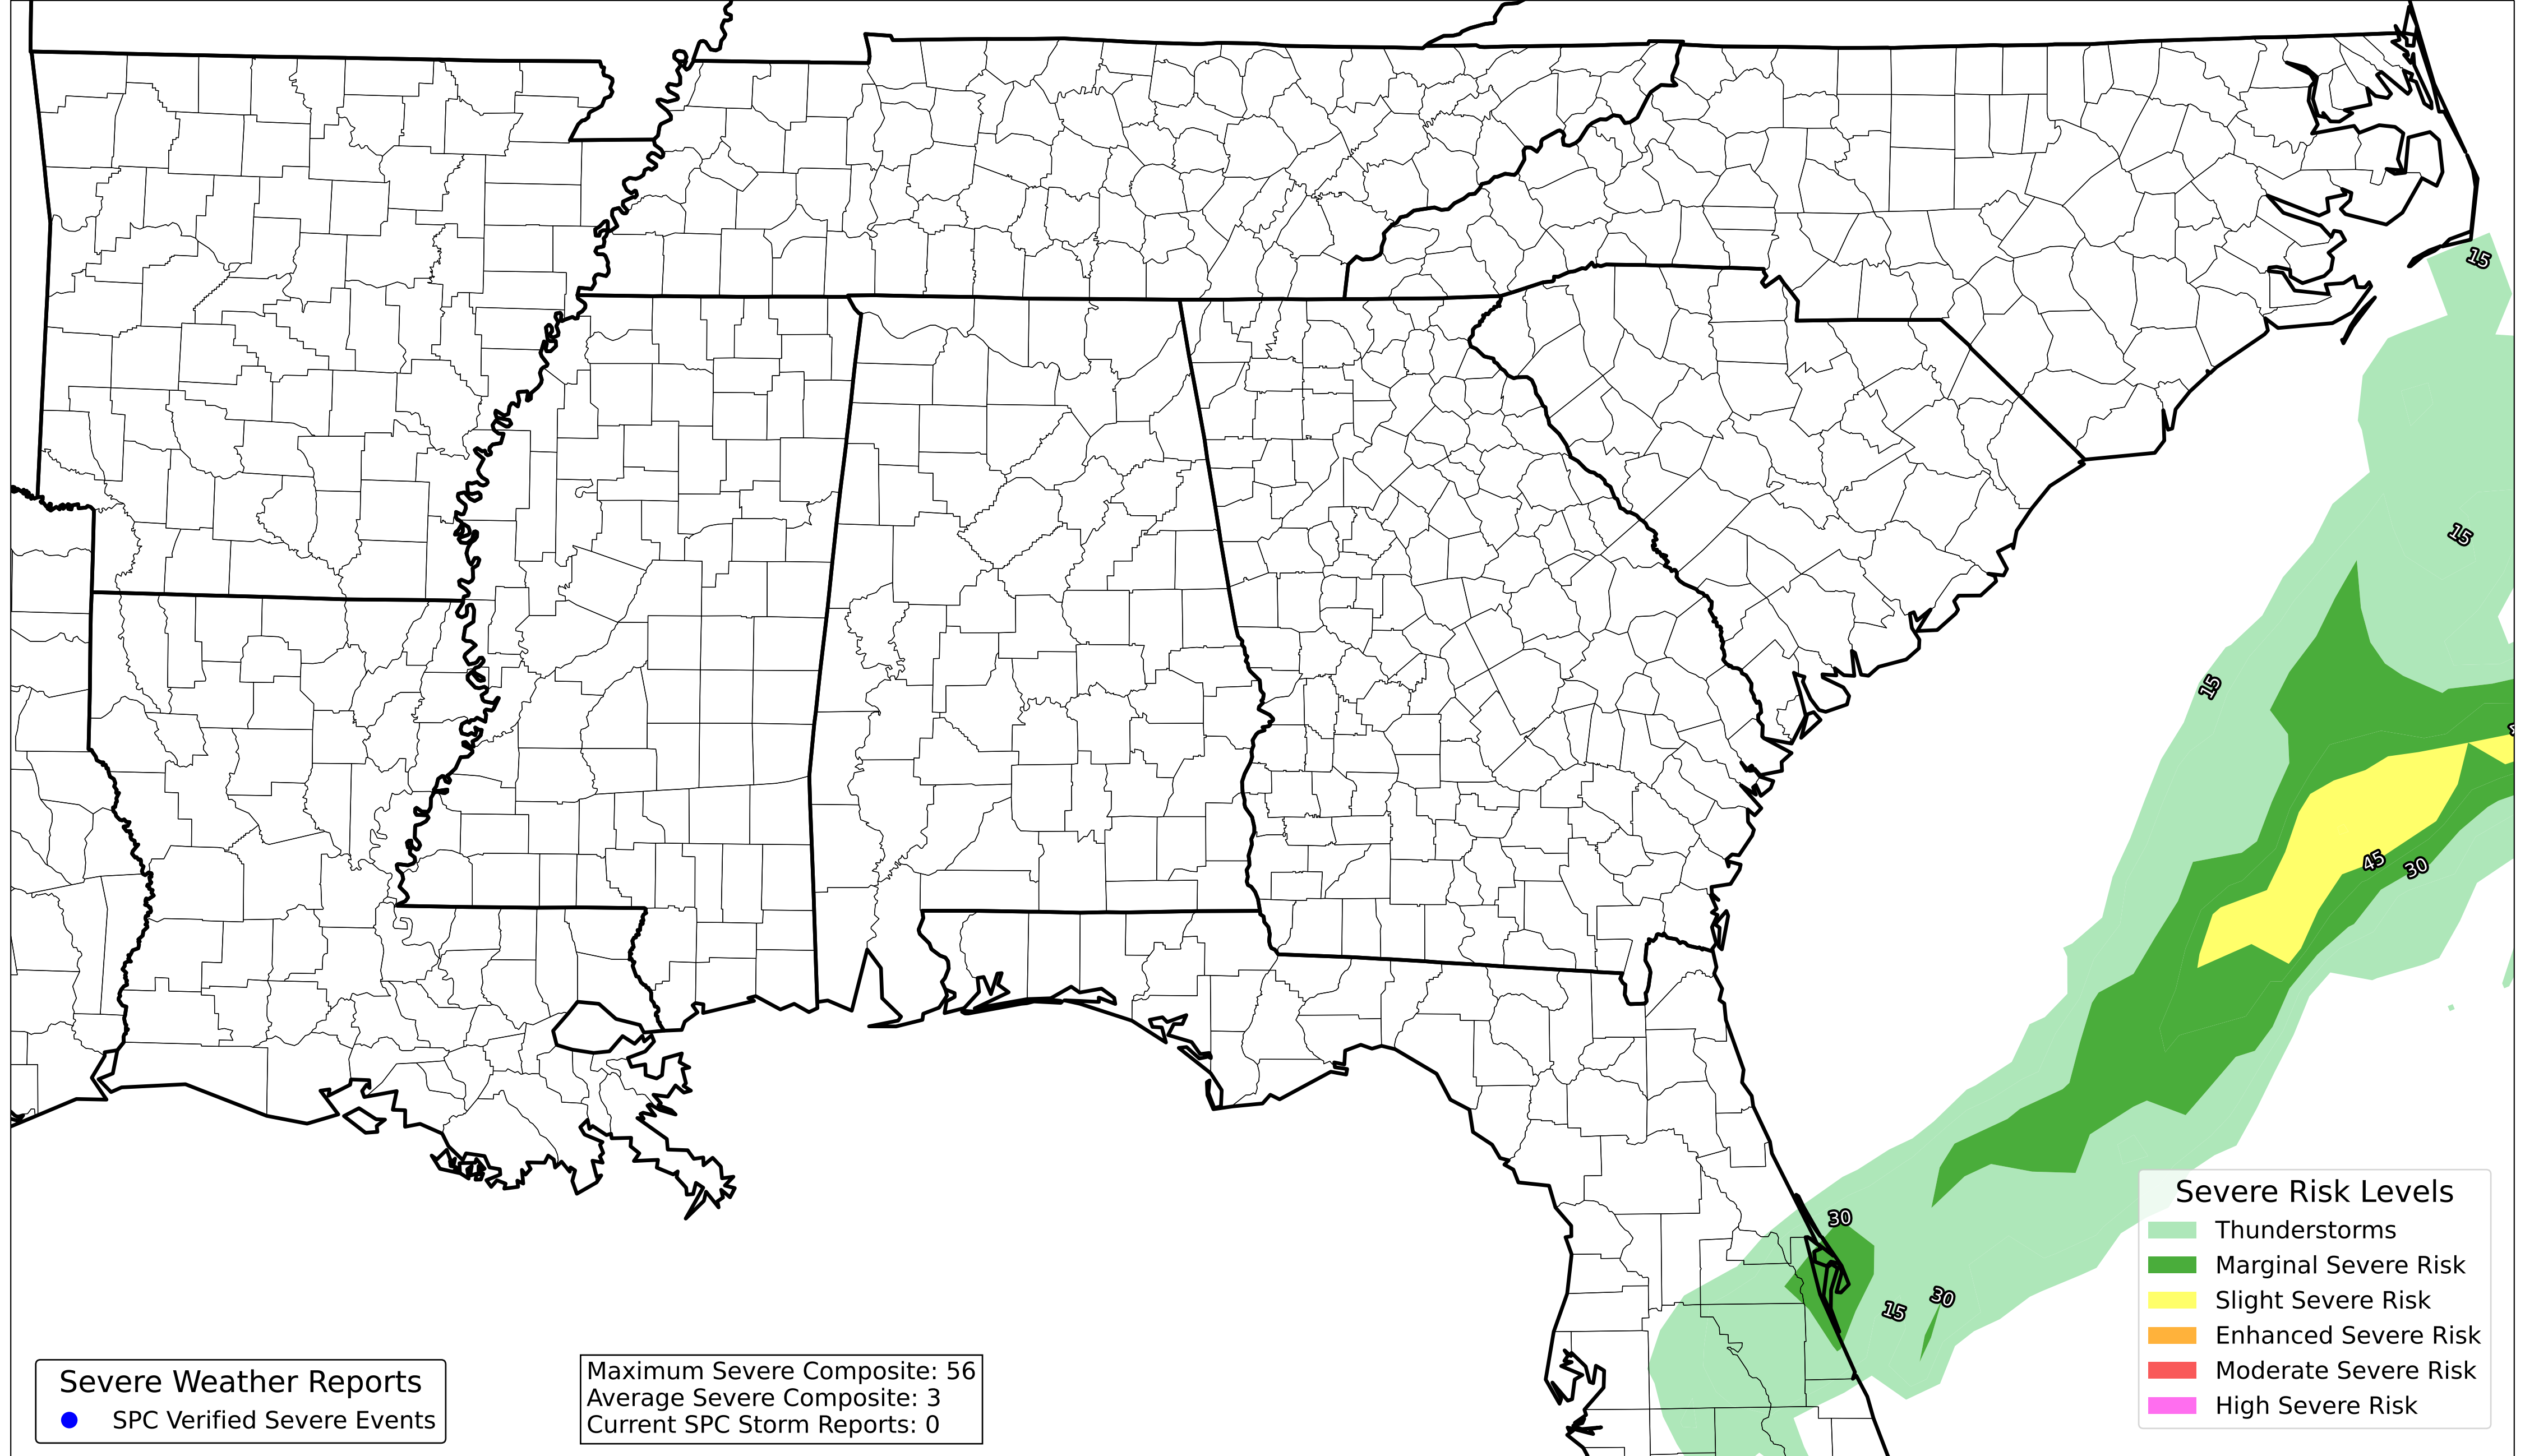 15
15
15
45
30
30
15
30
Severe Risk Levels
Thunderstorms
Marginal Severe Risk
Slight Severe Risk
Enhanced Severe Risk
Moderate Severe Risk
High Severe Risk
Severe Weather Reports
SPC Verified Severe Events
Maximum Severe Composite: 56
Average Severe Composite: 3
Current SPC Storm Reports: 0